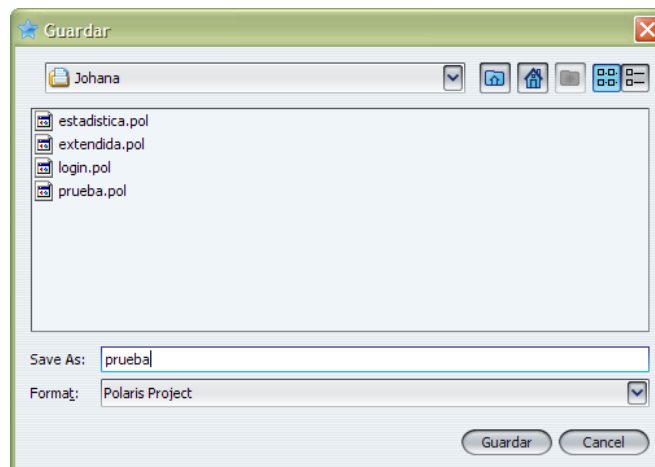 Guardar
Johana
estadistica.pol
extendida.pol
login.pol
prueba.pol
Save As: prueba
Format: Polaris Project
Guardar Cancel